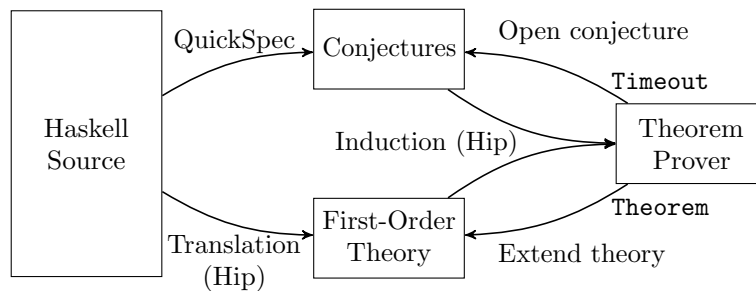 QuickSpec
Conjectures
Open conjecture
Timeout
Haskell
Source
Induction (Hip)
Theorem
Prover
Translation
(Hip)
First-Order
Theory
Theorem
Extend theory